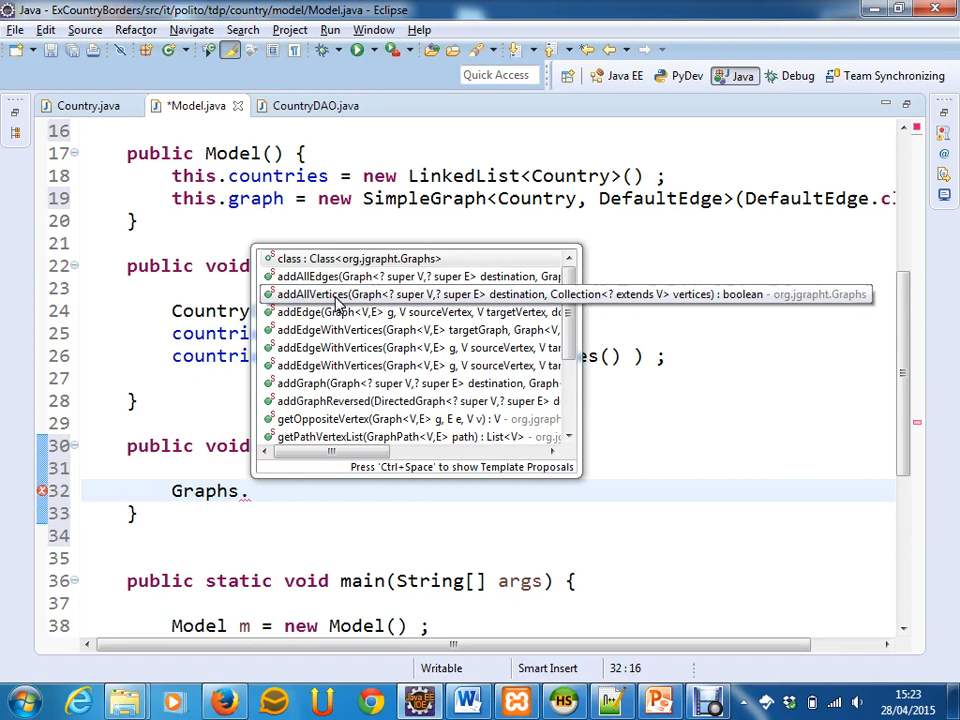 Java - ExCountryBorders/src/it/polito/tdp/country/model/Model.java - Eclipse
File Edit Source Refactor Navigate Search Project Run Window Help
Quick Access Java EE PyDev Java Debug Team Synchronizing
Country.java *Model.java CountryDAO.java
16
17 public Model() {
18 this.countries = new LinkedList<Country>() ;
19 this.graph = new SimpleGraph<Country, DefaultEdge>(DefaultEdge.cl
20 }
21
22 public void
class : Class<org.jgrapht.Graphs>
addAllEdges(Graph<? super V,? super E> destination, Grap
addAllVertices(Graph<? super V,? super E> destination, Collection<? extends V> vertices) : boolean - org.jgrapht.Graphs
24 Country addEdge(Graph<V,E> g, V sourceVertex, V targetVertex, do
25 countri addEdgeWithVertices(Graph<V,E> targetGraph, Graph<V,
addEdgeWithVertices(Graph<V,E> g, V sourceVertex, V targ
26 countri es() ) ;
addEdgeWithVertices(Graph<V,E> g, V sourceVertex, V targ
27 addGraph(Graph<? super V,? super E> destination, Graph
28 } addGraphReversed(DirectedGraph<? super V,? super E> d
29 getOppositeVertex(Graph<V,E> g, E e, V v) : V - org.jgraph
30 public void getPathVertexList(GraphPath<V,E> path) : List<V> - org.jg
31 Press 'Ctrl+Space' to show Template Proposals
32 Graphs.
33 }
34
35
36 public static void main(String[] args) {
37
38 Model m = new Model() ;
Writable Smart Insert 32 : 16
15:23
28/04/2015